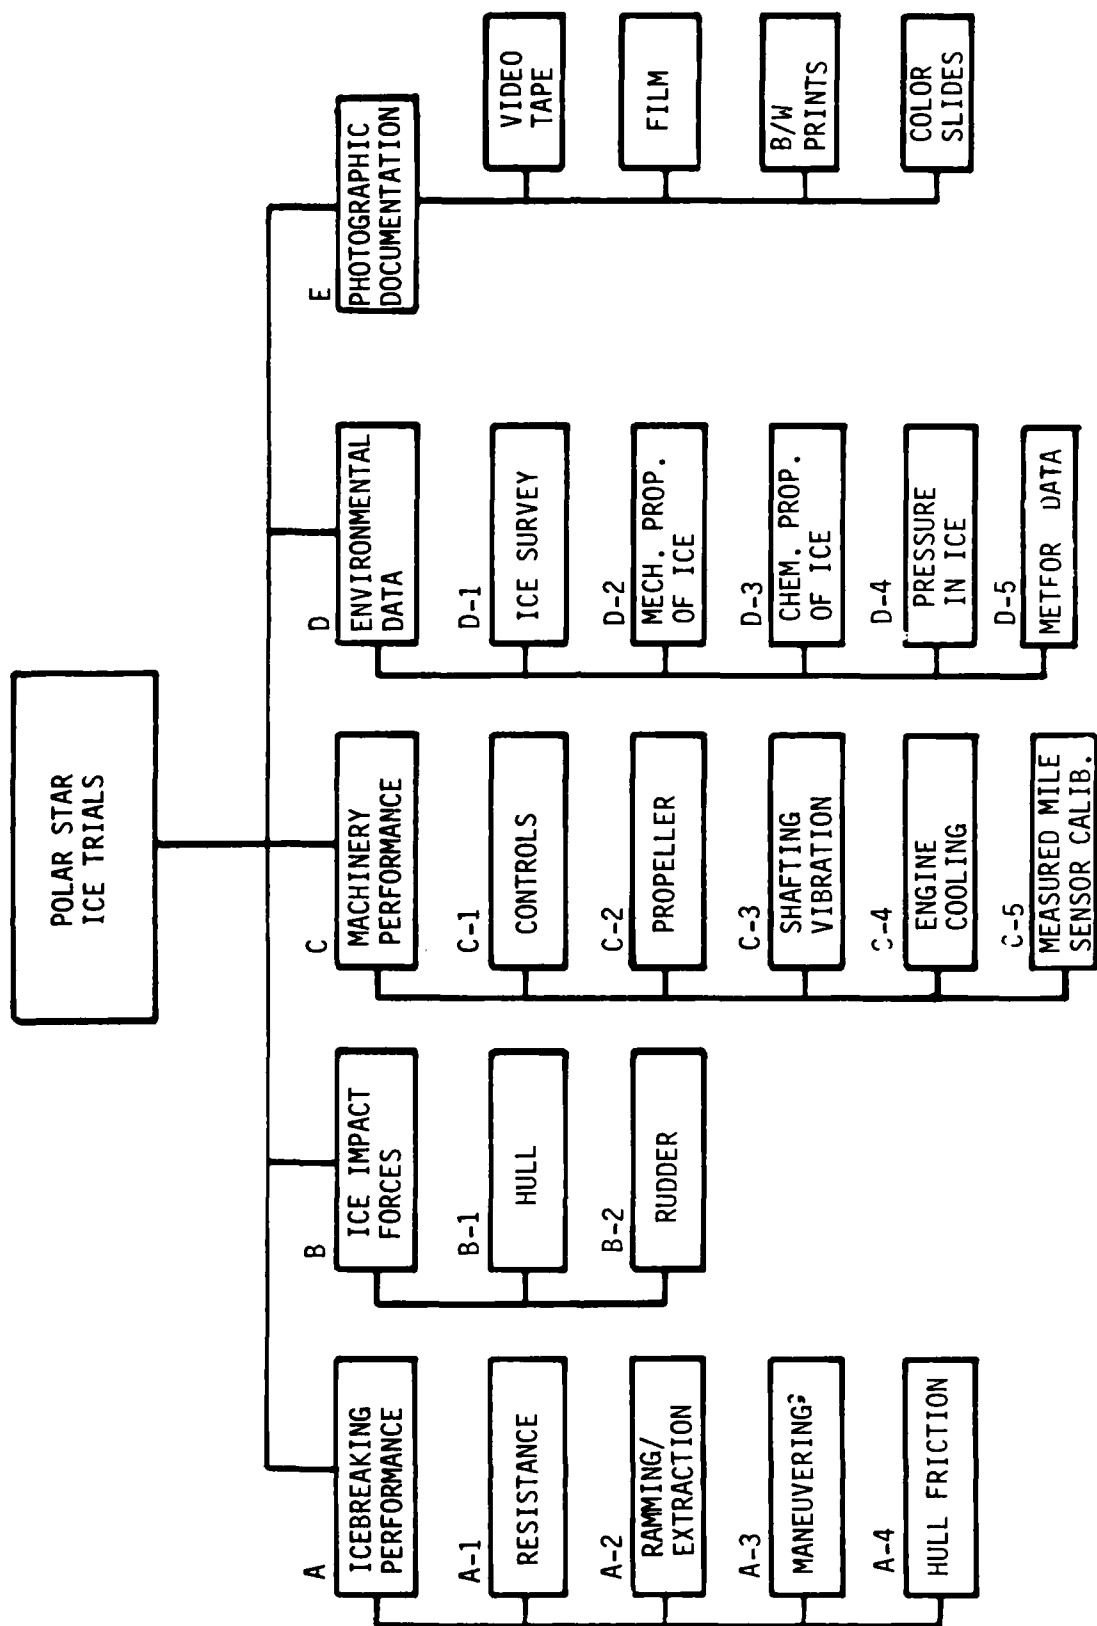 POLAR STAR
ICE TRIALS
A
ICEBREAKING
PERFORMANCE
A-1
RESISTANCE
A-2
RAMMING/
EXTRACTION
A-3
MANEUVERING
A-4
HULL FRICTION
B
ICE IMPACT
FORCES
B-1
HULL
B-2
RUDDER
C
MACHINERY
PERFORMANCE
C-1
CONTROLS
C-2
PROPELLER
C-3
SHAFTING
VIBRATION
C-4
ENGINE
COOLING
C-5
MEASURED MILE
SENSOR CALIB.
D
ENVIRONMENTAL
DATA
D-1
ICE SURVEY
D-2
MECH. PROP.
OF ICE
D-3
CHEM. PROP.
OF ICE
D-4
PRESSURE
IN ICE
D-5
METFOR DATA
E
PHOTOGRAPHIC
DOCUMENTATION
VIDEO
TAPE
FILM
B/W
PRINTS
COLOR
SLIDES